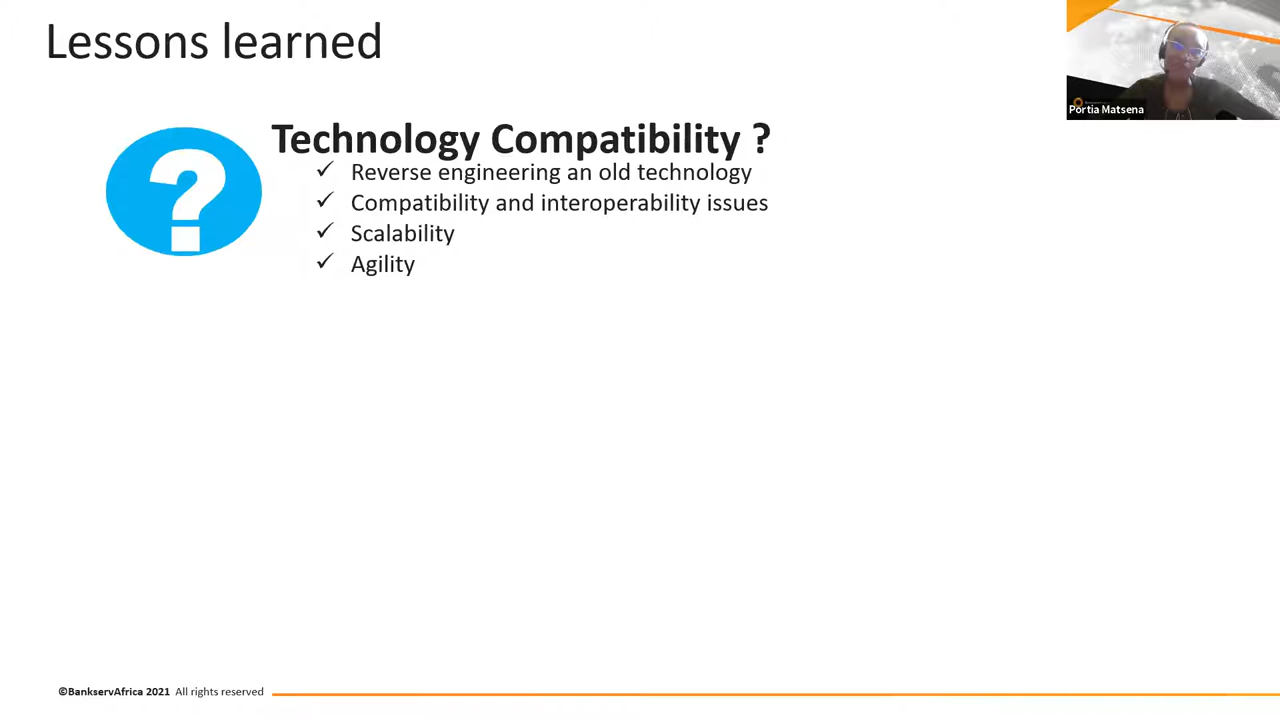 Lessons learned
Portia Matsena
Technology Compatibility ?
✓ Reverse engineering an old technology
✓ Compatibility and interoperability issues
✓ Scalability
✓ Agility
©BankservAfrica 2021 All rights reserved